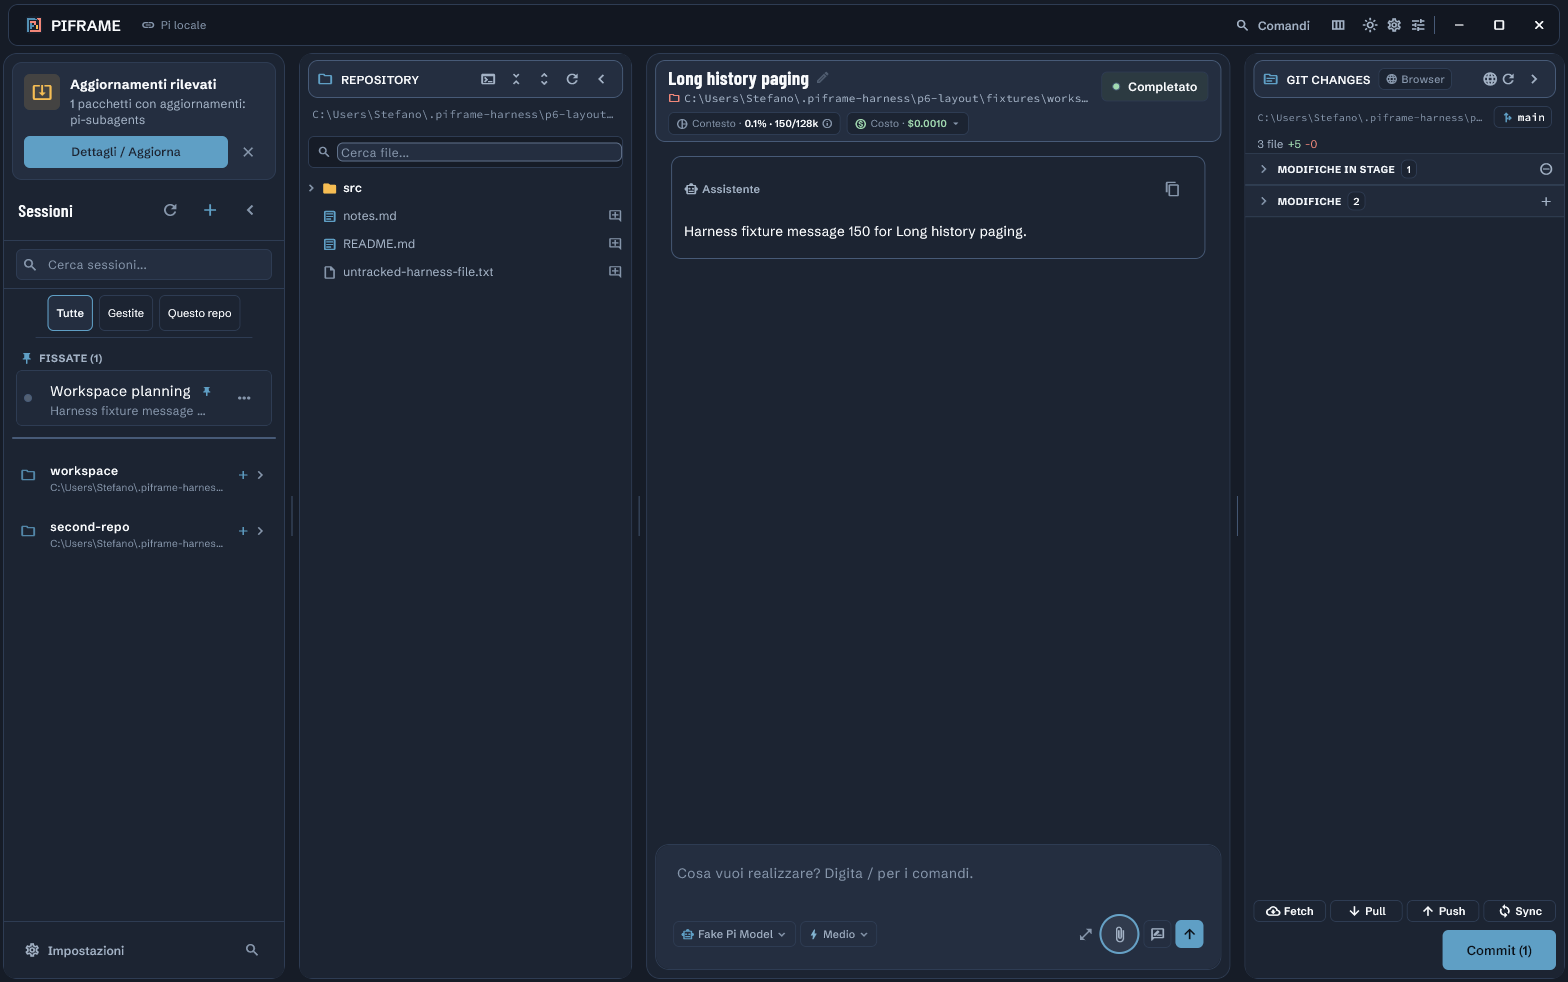 PIFRAME
Pi locale
Comandi
Aggiornamenti rilevati
1 pacchetti con aggiornamenti:
pi-subagents
Dettagli / Aggiorna
Sessioni
Cerca sessioni...
Tutte
Gestite
Questo repo
FISSATE (1)
Workspace planning
Harness fixture message ...
workspace
C:\Users\Stefano\.piframe-harnes...
second-repo
C:\Users\Stefano\.piframe-harnes...
Impostazioni
REPOSITORY
C:\Users\Stefano\.piframe-harness\p6-layout...
Cerca file...
src
notes.md
README.md
untracked-harness-file.txt
Long history paging
C:\Users\Stefano\.piframe-harness\p6-layout\fixtures\works...
Completato
Contesto · 0.1% · 150/128k
Costo · $0.0010
Assistente
Harness fixture message 150 for Long history paging.
Cosa vuoi realizzare? Digita / per i comandi.
Fake Pi Model
Medio
GIT CHANGES
Browser
C:\Users\Stefano\.piframe-harness\p...
main
3 file +5 -0
MODIFICHE IN STAGE 1
MODIFICHE 2
Fetch
Pull
Push
Sync
Commit (1)